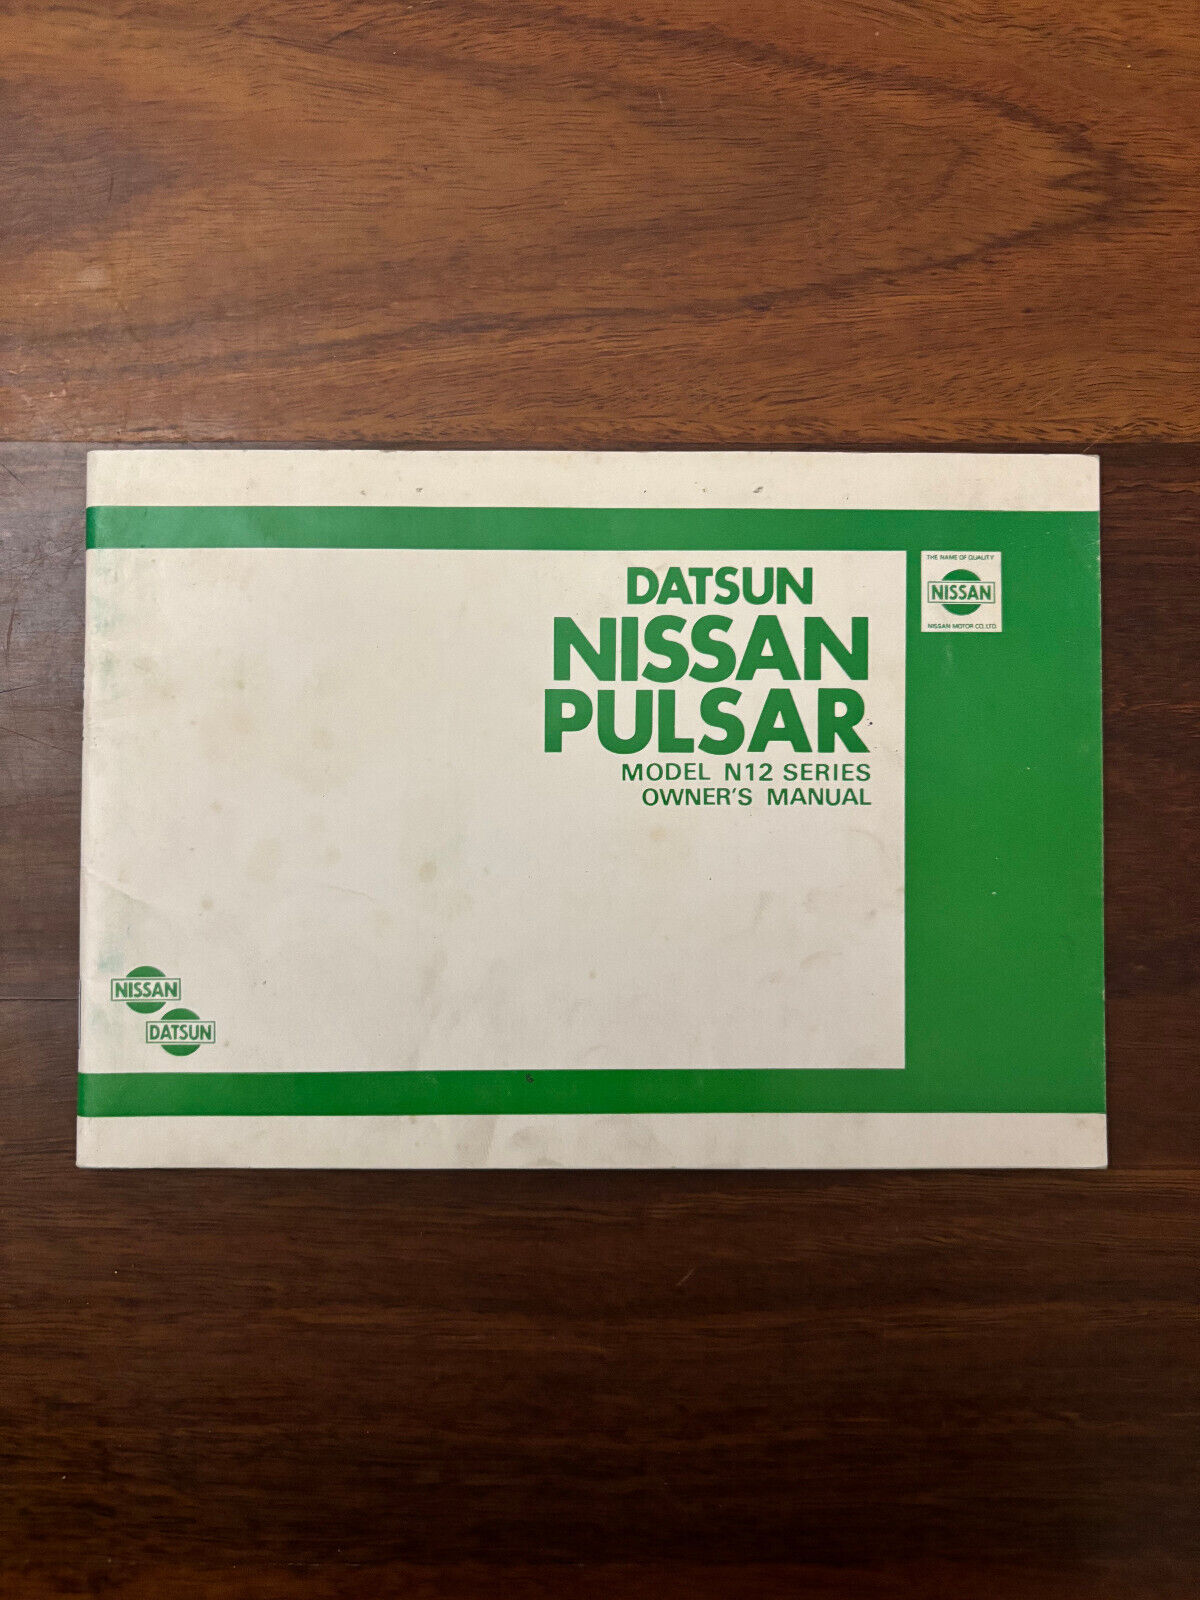 DATSUN
NISSAN
PULSAR
MODEL N12 SERIES
OWNER'S MANUAL
THE NAME OF QUALITY
NISSAN
NISSAN MOTOR CO., LTD.
NISSAN
DATSUN